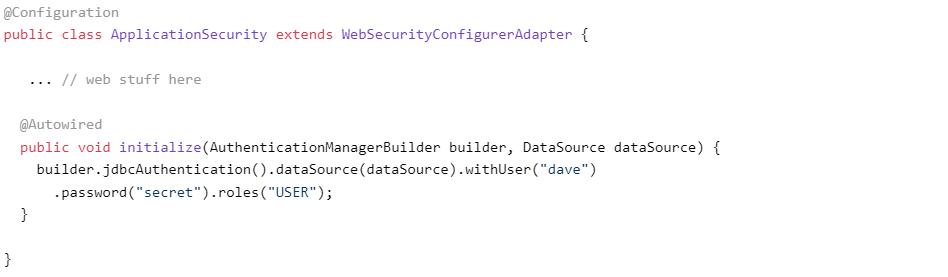 @Configuration
public class ApplicationSecurity extends WebSecurityConfigurerAdapter {
... // web stuff here
@Autowired
public void initialize(AuthenticationManagerBuilder builder, DataSource dataSource) {
builder.jdbcAuthentication().dataSource(dataSource).withUser("dave")
.password("secret").roles("USER");
}
}